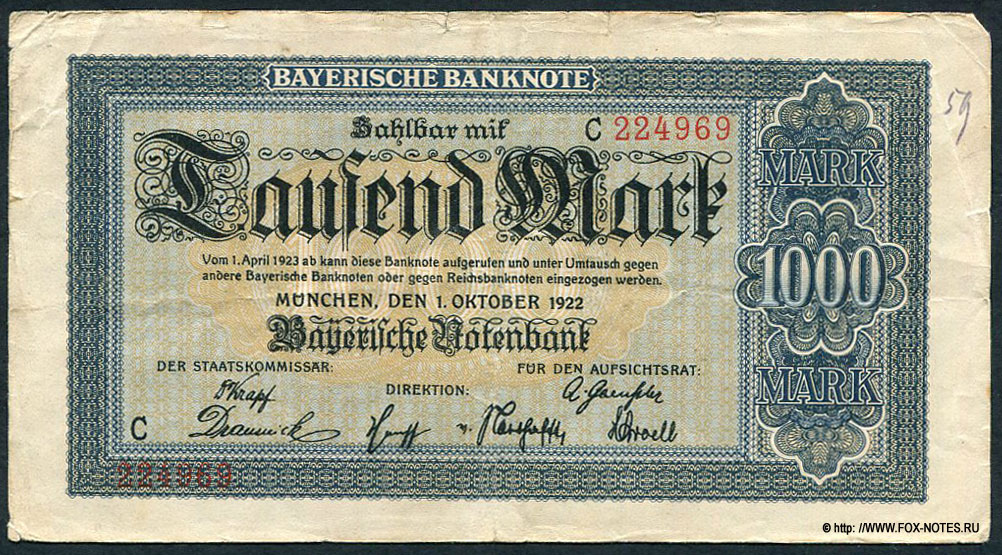 BAYERISCHE BANKNOTE
Zahlbar mit C 224969
Tausend Mark
59
MARK
1000
MARK
Vom 1. April 1923 ab kann diese Banknote aufgerufen und unter Umtausch gegen
andere Bayerische Banknoten oder gegen Reichsbanknoten eingezogen werden.
MÜNCHEN, DEN 1. OKTOBER 1922
Bayerische Notenbank
DER STAATSKOMMISSAR:
FÜR DEN AUFSICHTSRAT:
DIREKTION:
C
224969
© http: //WWW.FOX-NOTES.RU